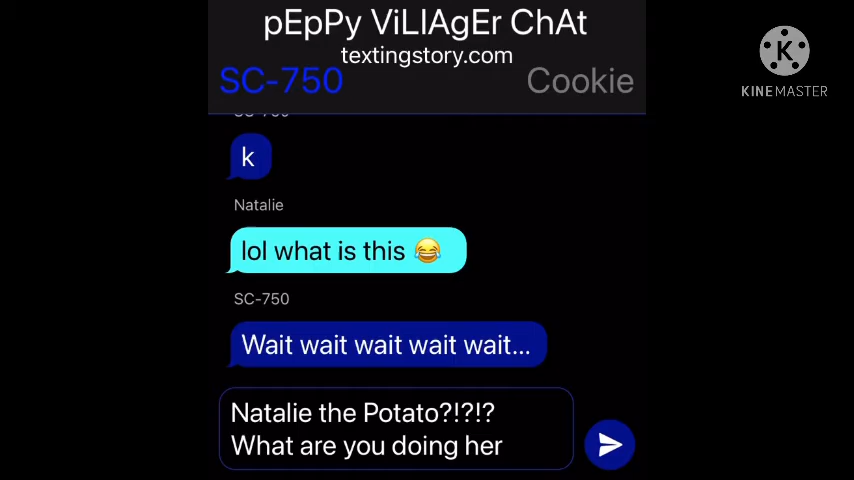 pEpPy ViLlAgEr ChAt
textingstory.com
SC-750
Cookie
KINEMASTER
k
Natalie
lol what is this 😂
SC-750
Wait wait wait wait wait...
Natalie the Potato?!?!?
What are you doing her